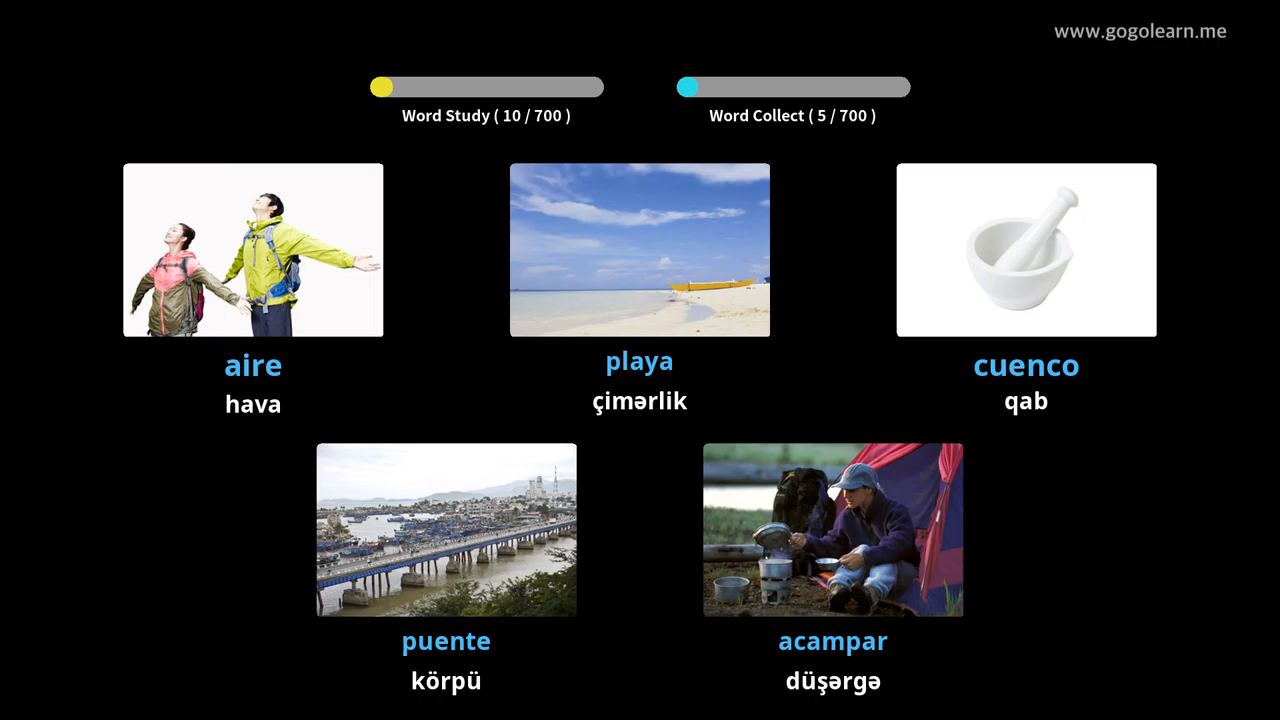 www.gogolearn.me
Word Study ( 10 / 700 )
Word Collect ( 5 / 700 )
aire
hava
playa
çimərlik
cuenco
qab
puente
körpü
acampar
düşərgə